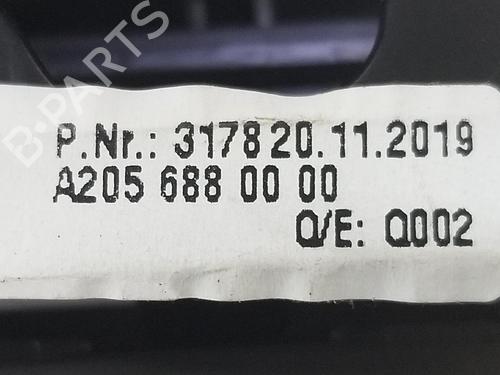 B-PARTS
P.Nr.: 3178 20.11.2019
A205 688 00 00
Q/E: Q002